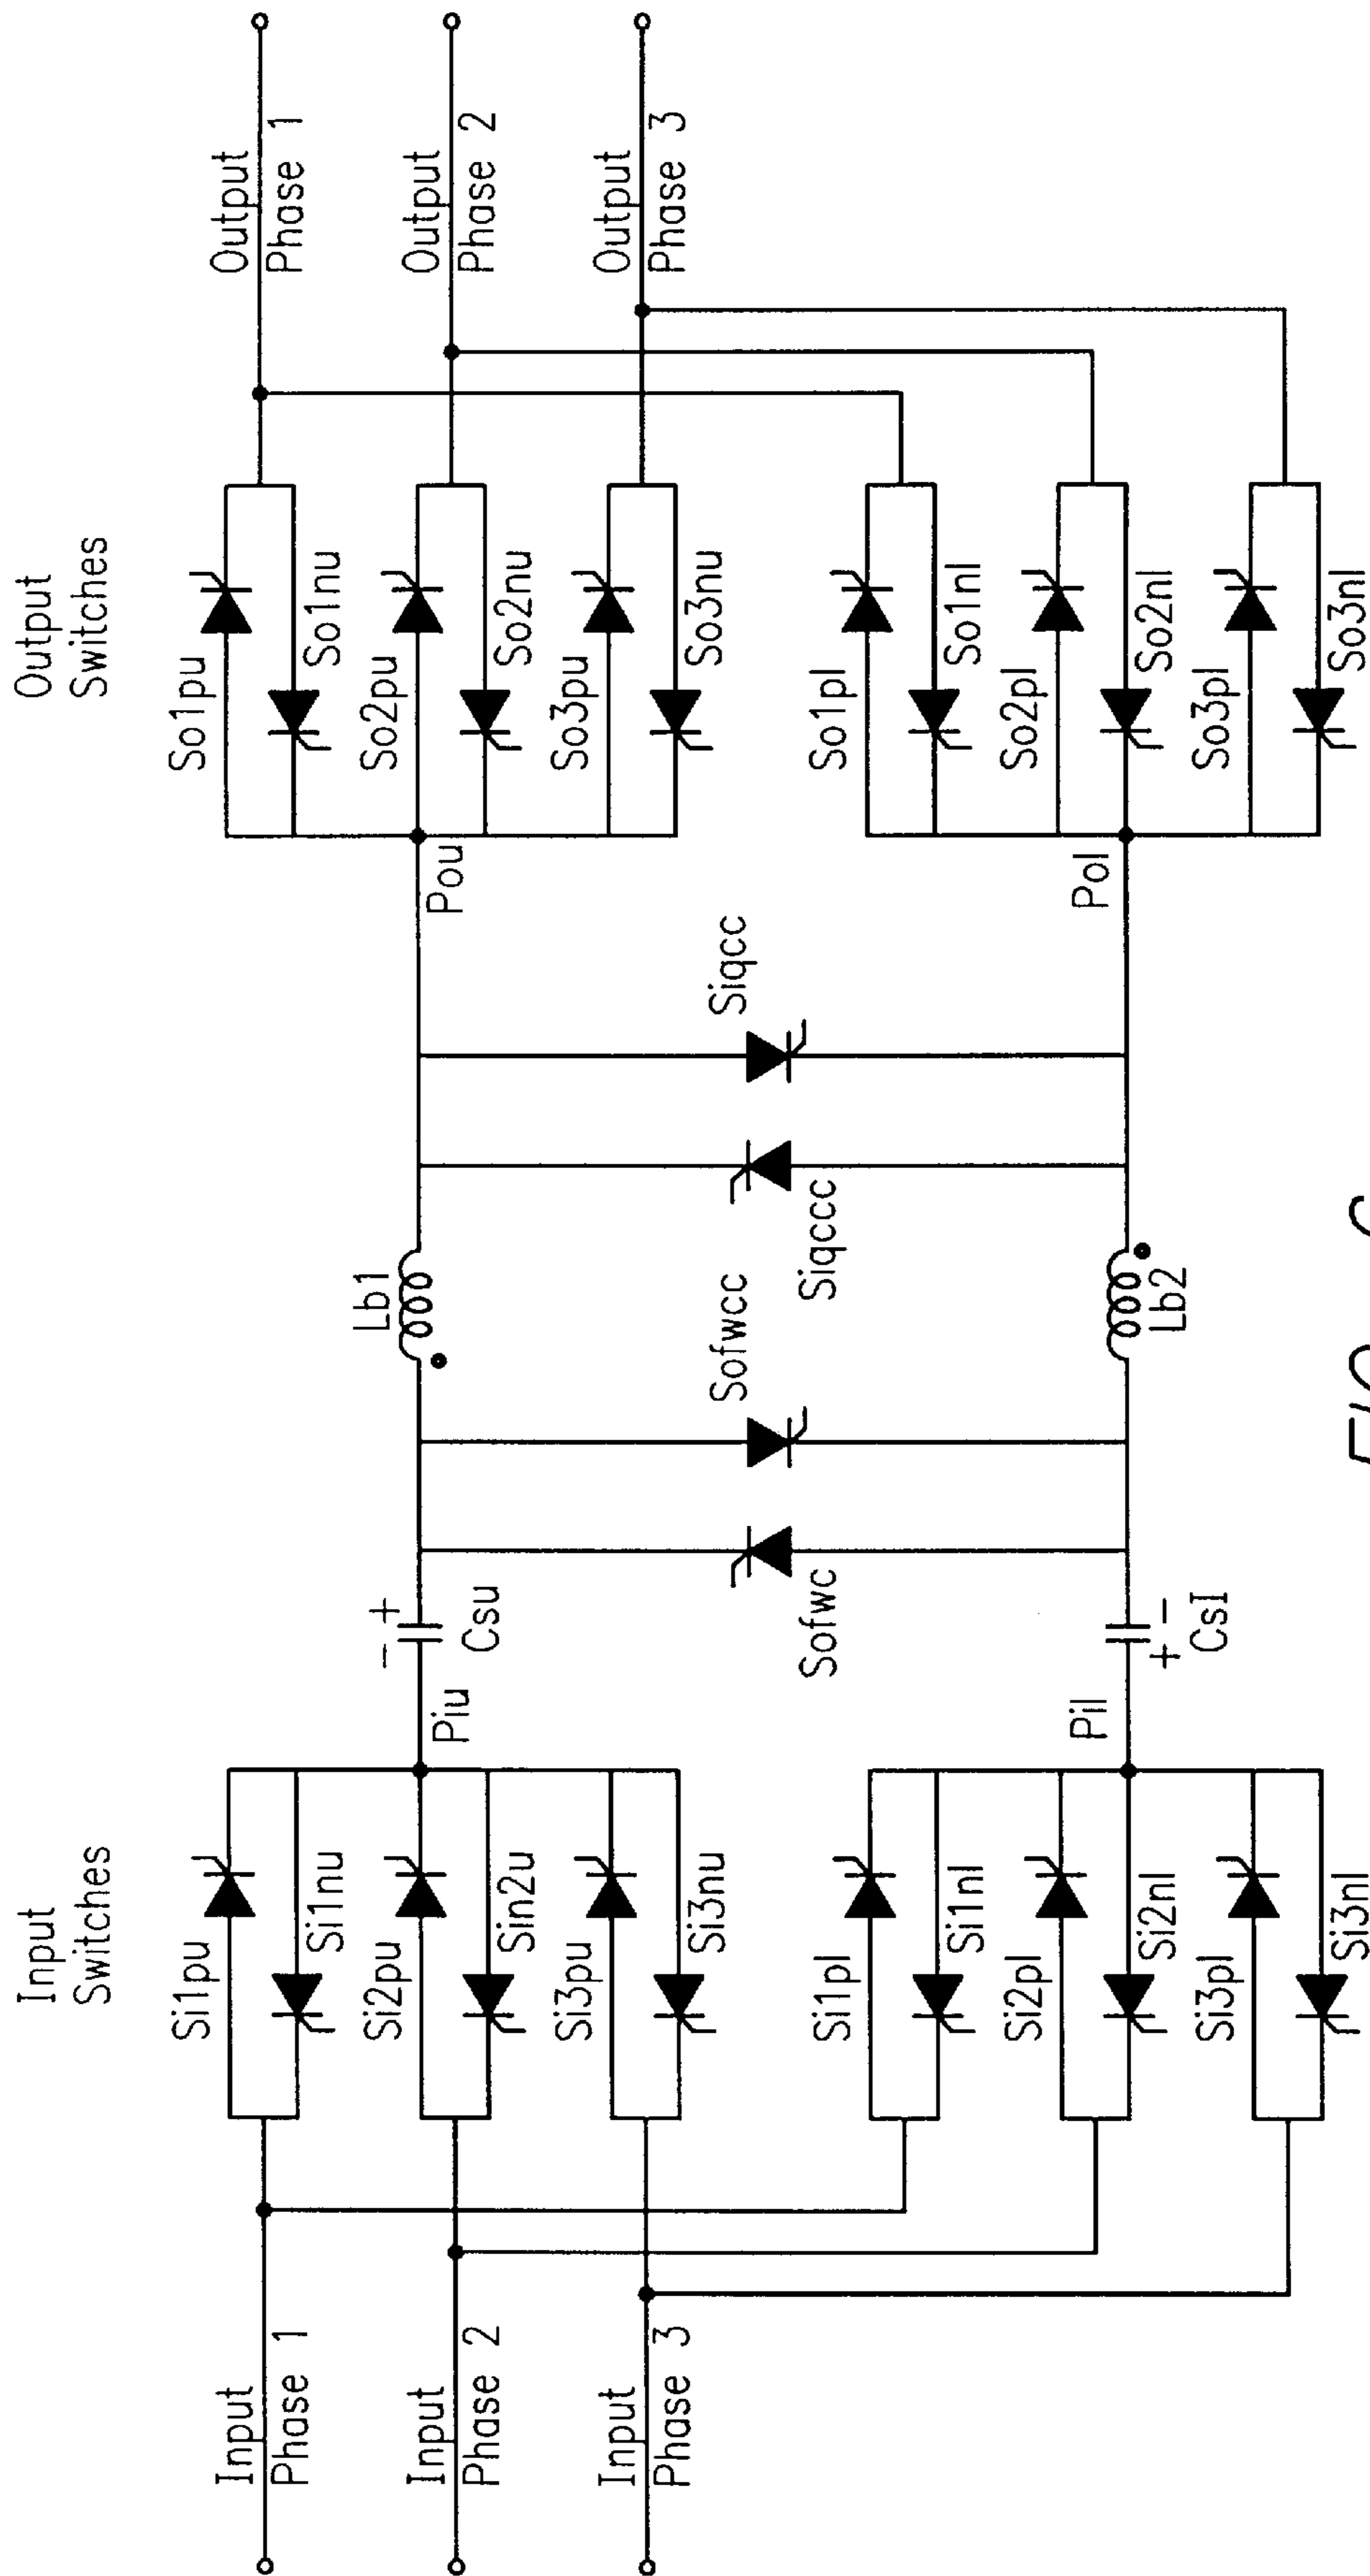 Input
Switches
Output
Switches
Input
Phase 1
Input
Phase 2
Input
Phase 3
Si1pu
Si1nu
Si2pu
Sin2u
Si3pu
Si3nu
Si1pl
Si1nl
Si2pl
Si2nl
Si3pl
Si3nl
Piu
Pil
- +
Csu
+ -
Csl
Sofwc
Sofwcc
Lb1
Lb2
Siqccc
Siqcc
Pou
Pol
So1pu
So1nu
So2pu
So2nu
So3pu
So3nu
So1pl
So1nl
So2pl
So2nl
So3pl
So3nl
Output
Phase 1
Output
Phase 2
Output
Phase 3